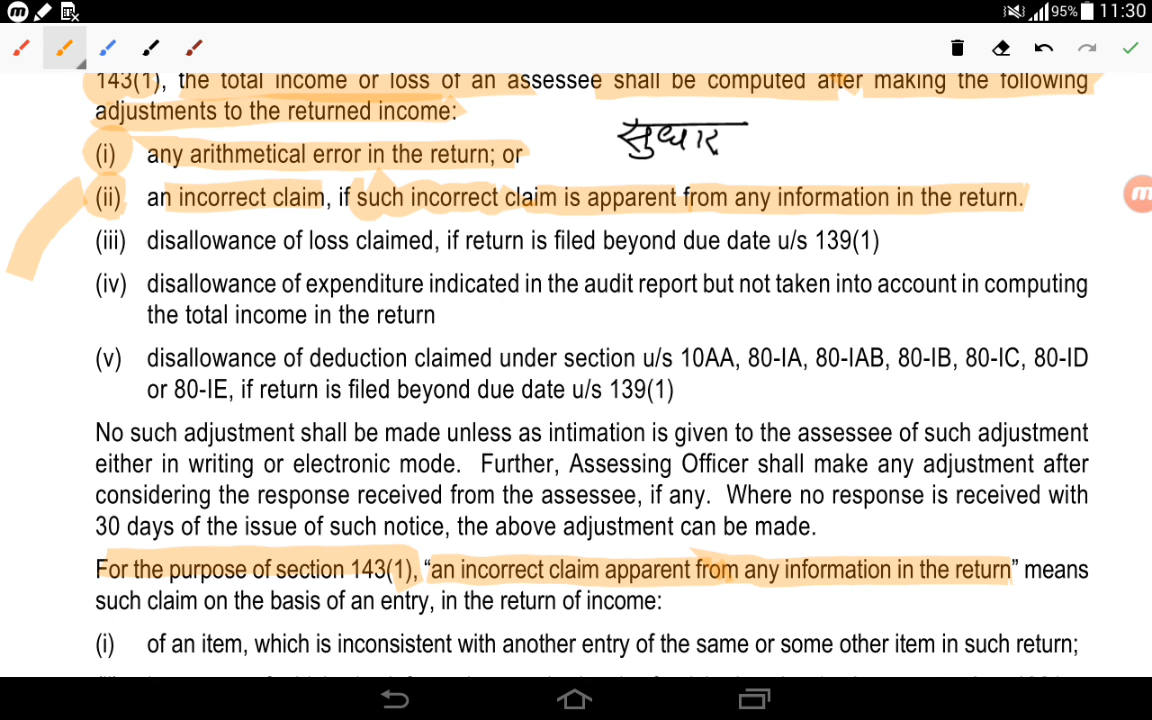 95% 11:30
143(1), the total income or loss of an assessee shall be computed after making the following
adjustments to the returned income:
सुधार
(i) any arithmetical error in the return; or
(ii) an incorrect claim, if such incorrect claim is apparent from any information in the return.
(iii) disallowance of loss claimed, if return is filed beyond due date u/s 139(1)
(iv) disallowance of expenditure indicated in the audit report but not taken into account in computing
the total income in the return
(v) disallowance of deduction claimed under section u/s 10AA, 80-IA, 80-IAB, 80-IB, 80-IC, 80-ID
or 80-IE, if return is filed beyond due date u/s 139(1)
No such adjustment shall be made unless as intimation is given to the assessee of such adjustment
either in writing or electronic mode. Further, Assessing Officer shall make any adjustment after
considering the response received from the assessee, if any. Where no response is received with
30 days of the issue of such notice, the above adjustment can be made.
For the purpose of section 143(1), “an incorrect claim apparent from any information in the return” means
such claim on the basis of an entry, in the return of income:
(i) of an item, which is inconsistent with another entry of the same or some other item in such return;